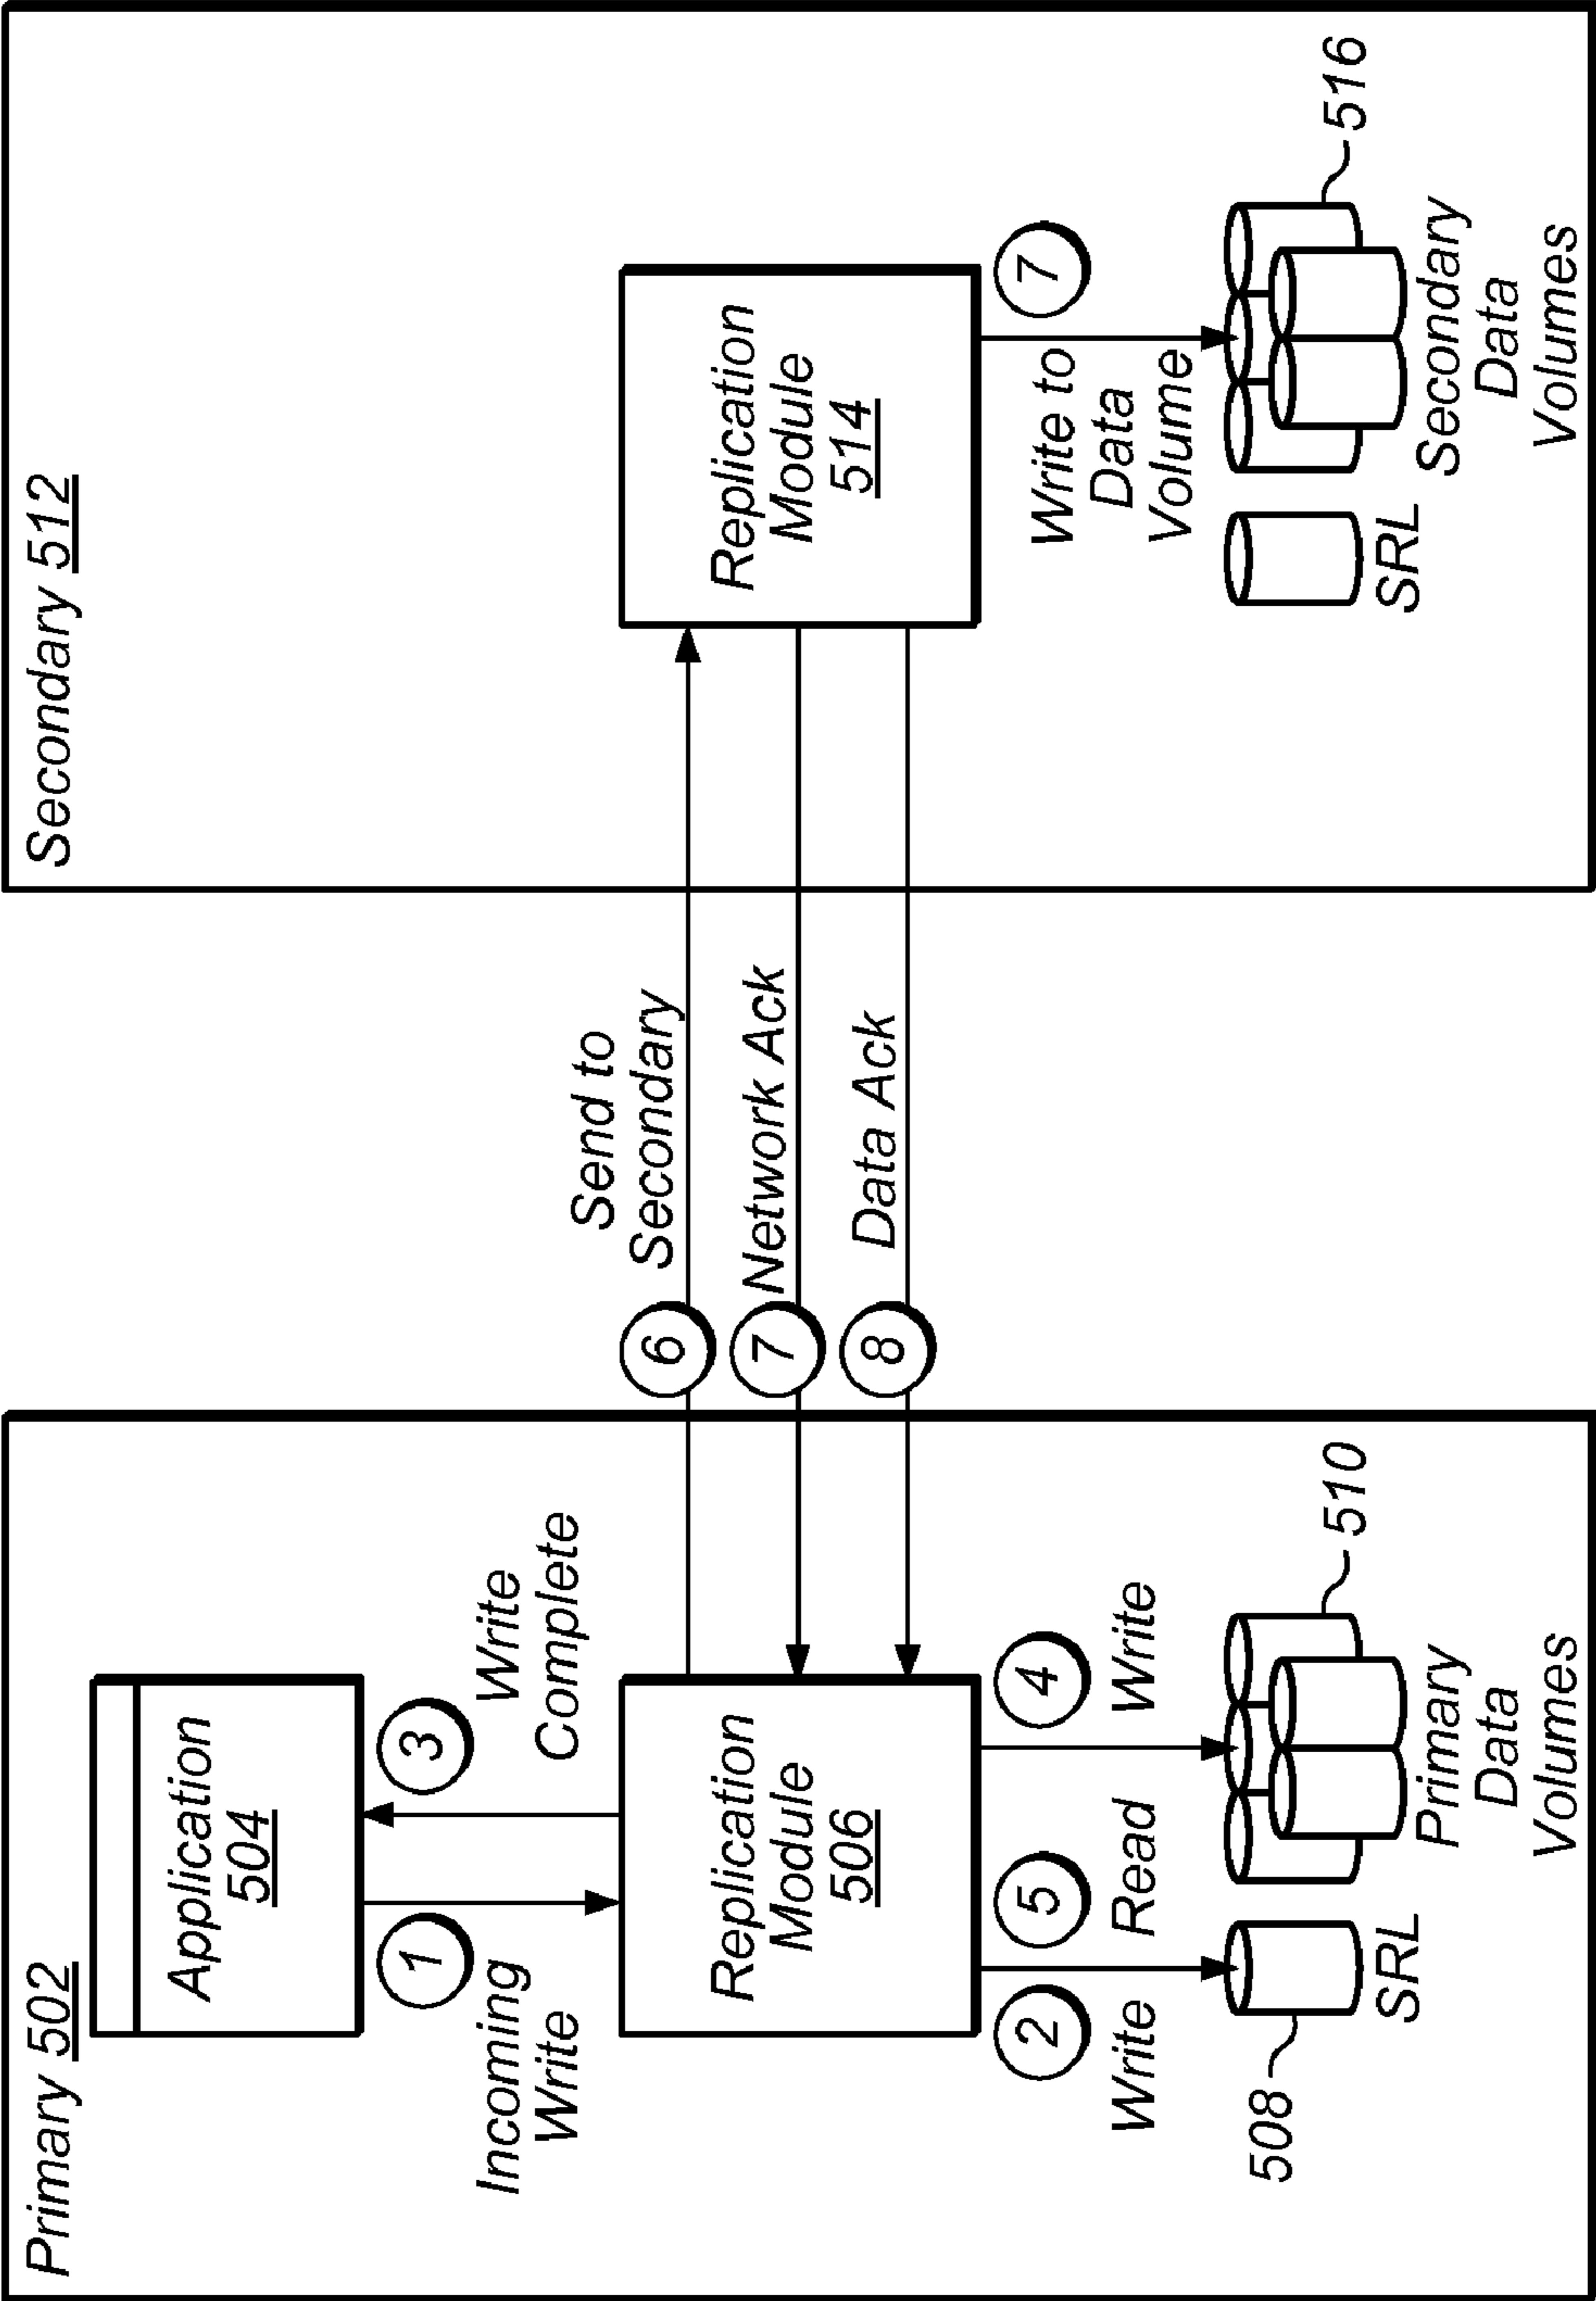 Primary 502
Application
504
1
Incoming
Write
3
Write
Complete
Replication
Module
506
2
Write
5
Read
4
Write
508
SRL
510
Primary
Data
Volumes
6
Send to
Secondary
7
Network Ack
8
Data Ack
Secondary 512
Replication
Module
514
Write to
Data
Volume
7
SRL
516
Secondary
Data
Volumes